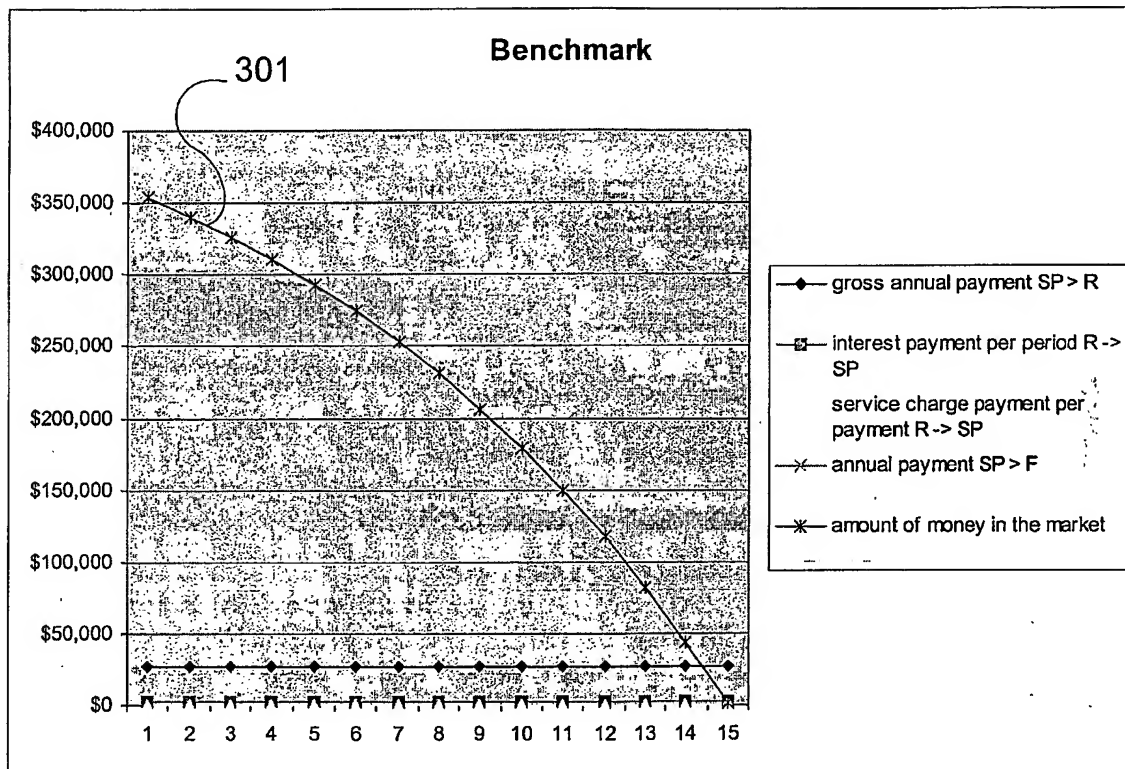 Benchmark
301
$400,000
$350,000
$300,000
$250,000
$200,000
$150,000
$100,000
$50,000
$0
1 2 3 4 5 6 7 8 9 10 11 12 13 14 15
gross annual payment SP > R
interest payment per period R ->
SP
service charge payment per
payment R -> SP
annual payment SP > F
amount of money in the market